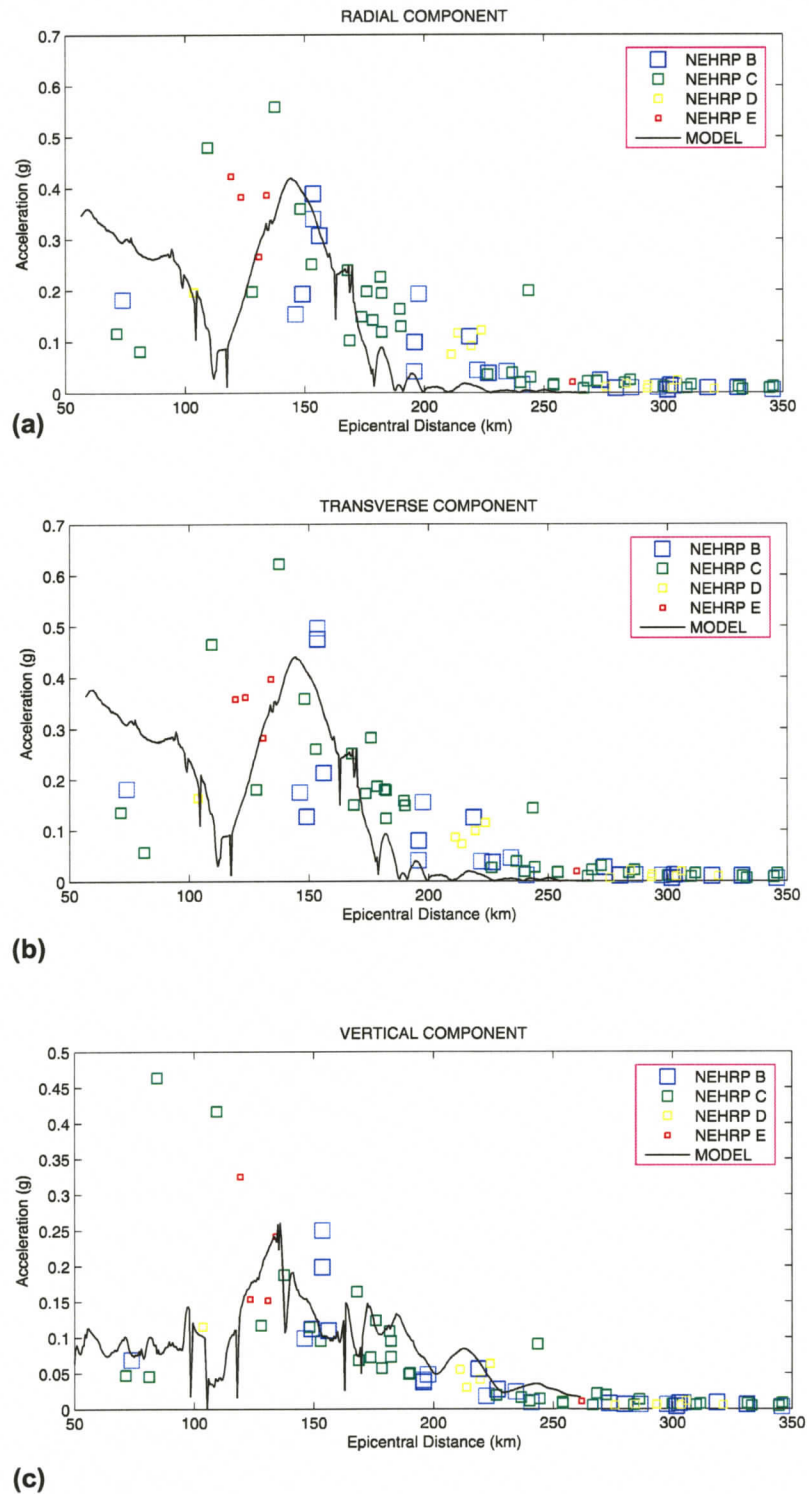 RADIAL COMPONENT
0.7
0.6
0.5
0.4
0.3
0.2
0.1
0
Acceleration (g)
NEHRP B
NEHRP C
NEHRP D
NEHRP E
MODEL
50 100 150 200 250 300 350
Epicentral Distance (km)
(a)
TRANSVERSE COMPONENT
0.7
0.6
0.5
0.4
0.3
0.2
0.1
0
Acceleration (g)
NEHRP B
NEHRP C
NEHRP D
NEHRP E
MODEL
50 100 150 200 250 300 350
Epicentral Distance (km)
(b)
VERTICAL COMPONENT
0.5
0.45
0.4
0.35
0.3
0.25
0.2
0.15
0.1
0.05
0
Acceleration (g)
NEHRP B
NEHRP C
NEHRP D
NEHRP E
MODEL
50 100 150 200 250 300 350
Epicentral Distance (km)
(c)